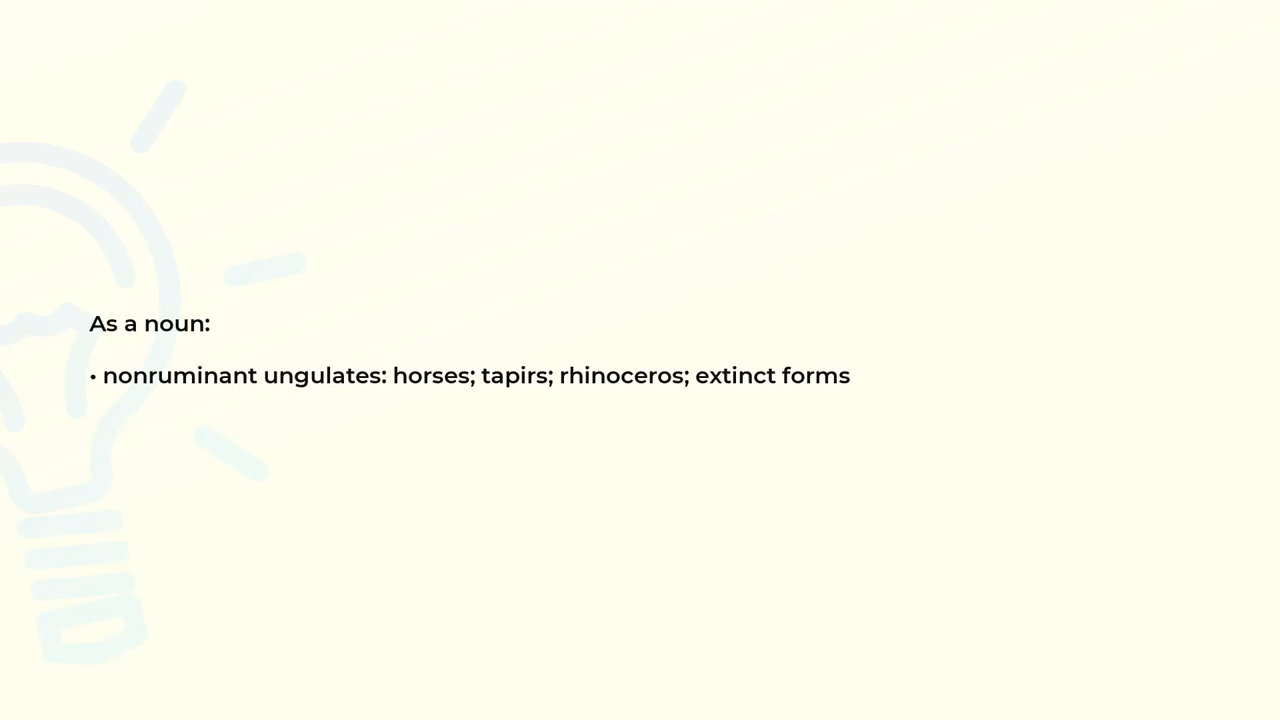 As a noun:
• nonruminant ungulates: horses; tapirs; rhinoceros; extinct forms